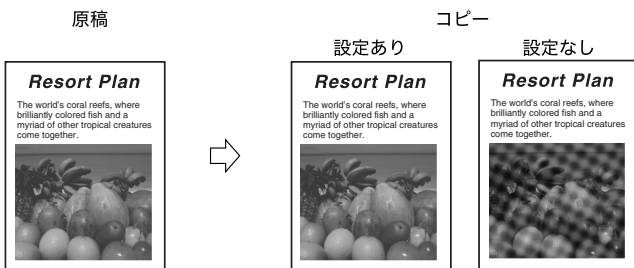 原稿
コピー
設定あり
設定なし
Resort Plan
The world's coral reefs, where
brilliantly colored fish and a
myriad of other tropical creatures
come together.
Resort Plan
The world's coral reefs, where
brilliantly colored fish and a
myriad of other tropical creatures
come together.
Resort Plan
The world's coral reefs, where
brilliantly colored fish and a
myriad of other tropical creatures
come together.